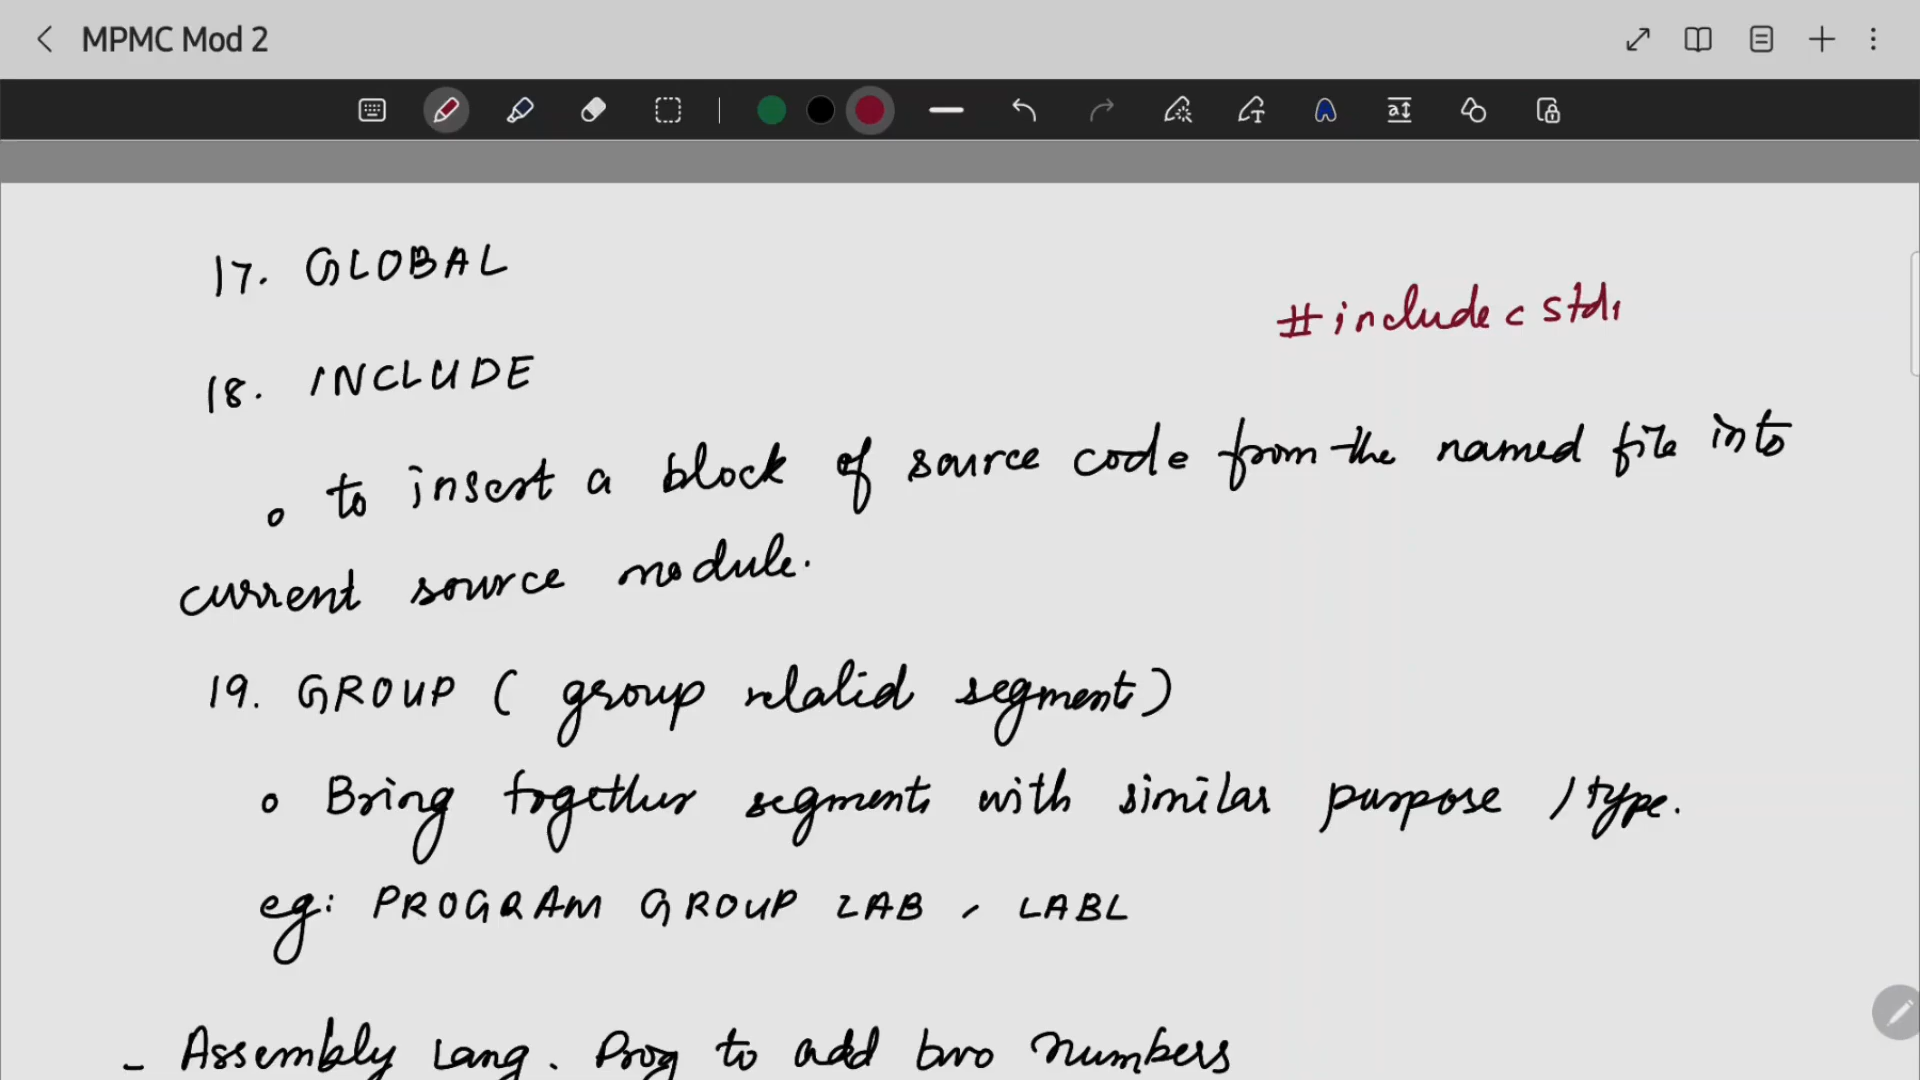 MPMC Mod 2
17. GLOBAL
#include < stdi
18. INCLUDE
o to insert a block of source code from the named file into
current source module.
19. GROUP ( group related segments)
o Bring together segments with similar purpose / type.
eg: PROGRAM GROUP LAB , LABL
- Assembly Lang. Prog to add two numbers